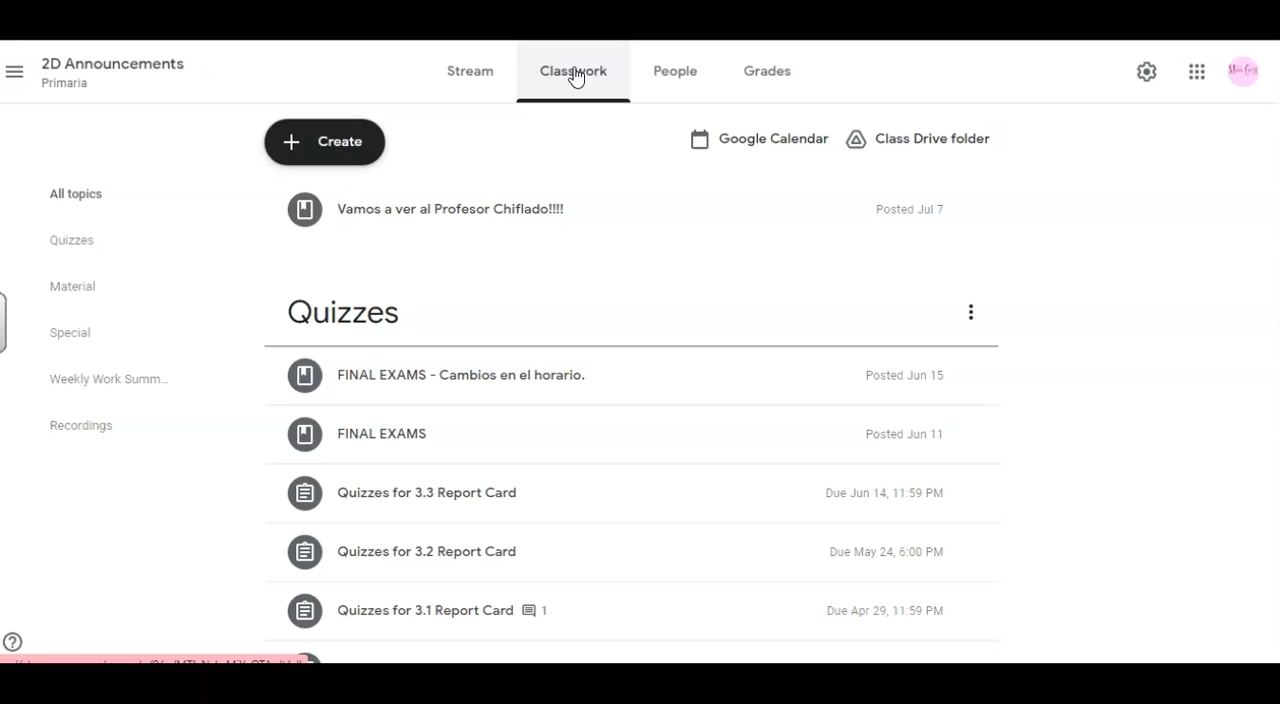 2D Announcements
Primaria
Stream
Classwork
People
Grades
Create
Google Calendar
Class Drive folder
All topics
Quizzes
Material
Special
Weekly Work Summ...
Recordings
Vamos a ver al Profesor Chiflado!!!!
Posted Jul 7
Quizzes
FINAL EXAMS - Cambios en el horario.
Posted Jun 15
FINAL EXAMS
Posted Jun 11
Quizzes for 3.3 Report Card
Due Jun 14, 11:59 PM
Quizzes for 3.2 Report Card
Due May 24, 6:00 PM
Quizzes for 3.1 Report Card 1
Due Apr 29, 11:59 PM